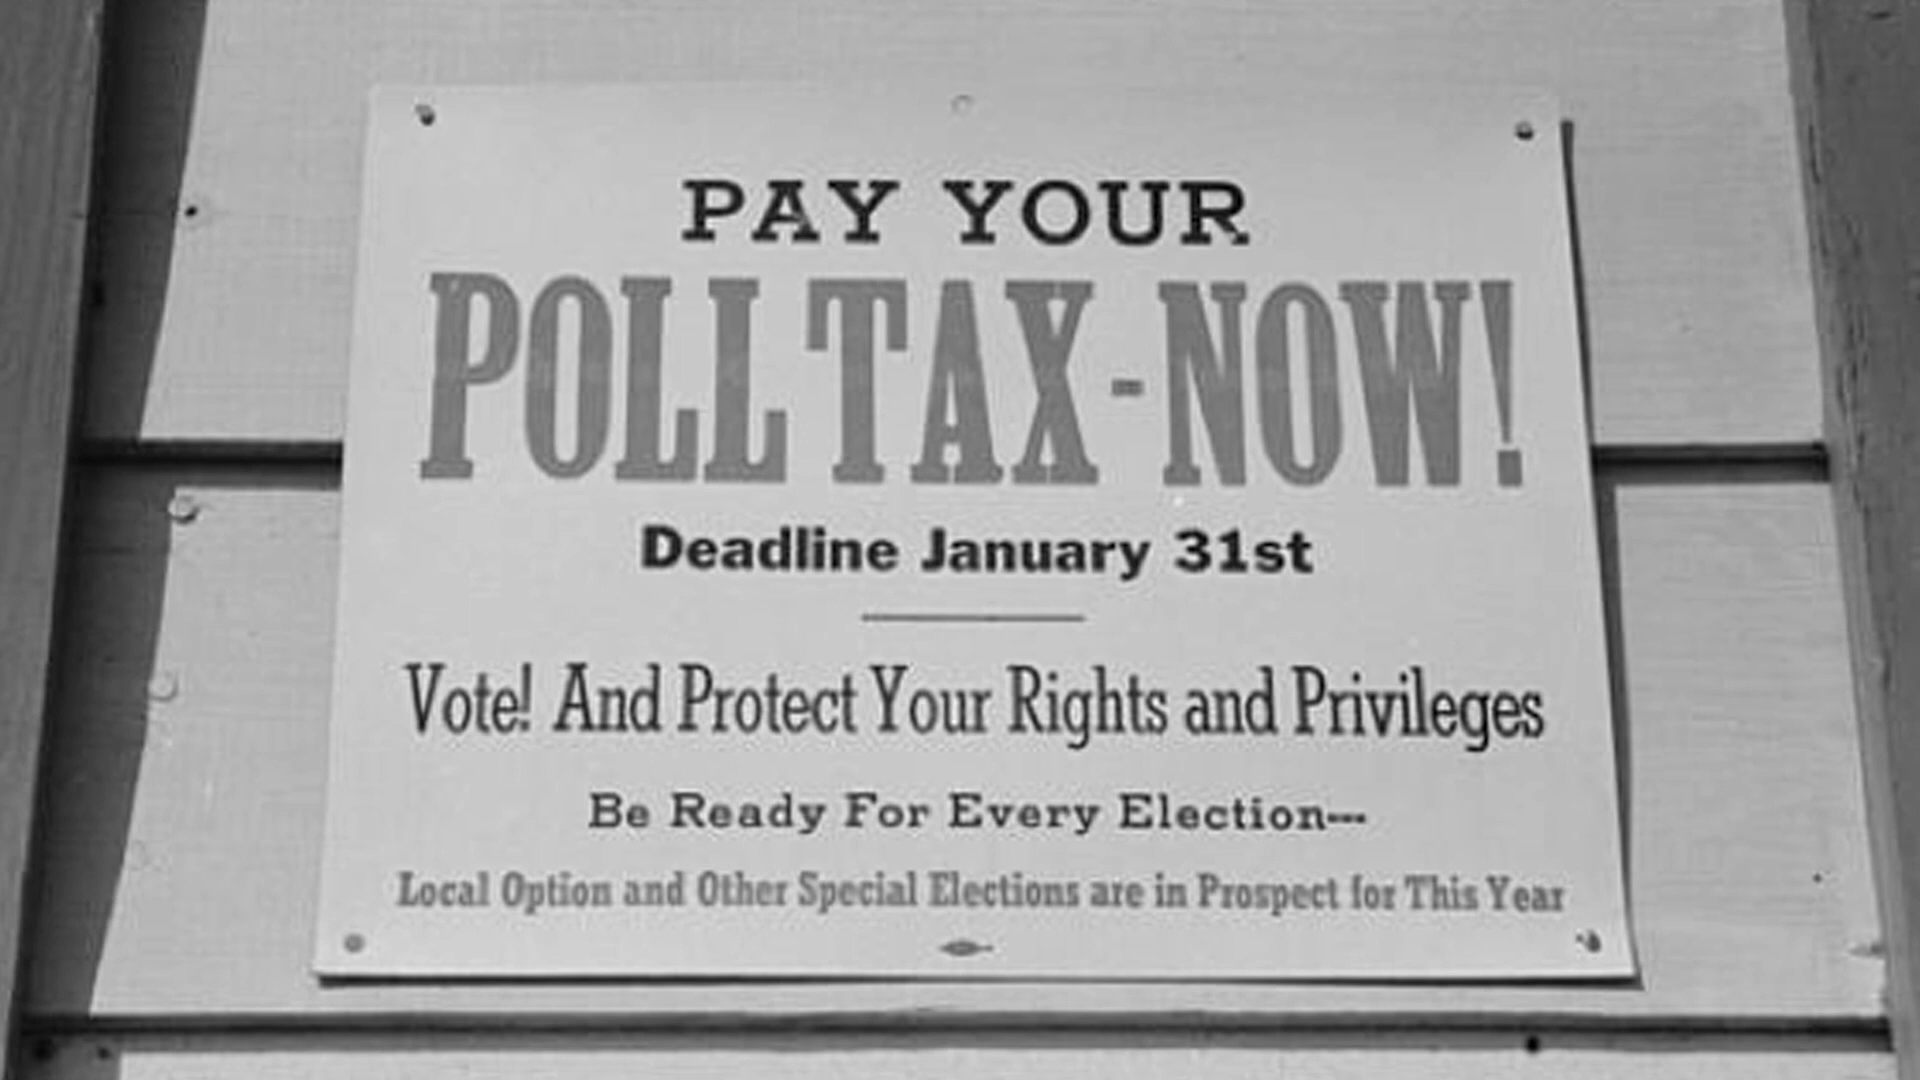 PAY YOUR
POLL TAX-NOW!
Deadline January 31st
Vote! And Protect Your Rights and Privileges
Be Ready For Every Election---
Local Option and Other Special Elections are in Prospect for This Year